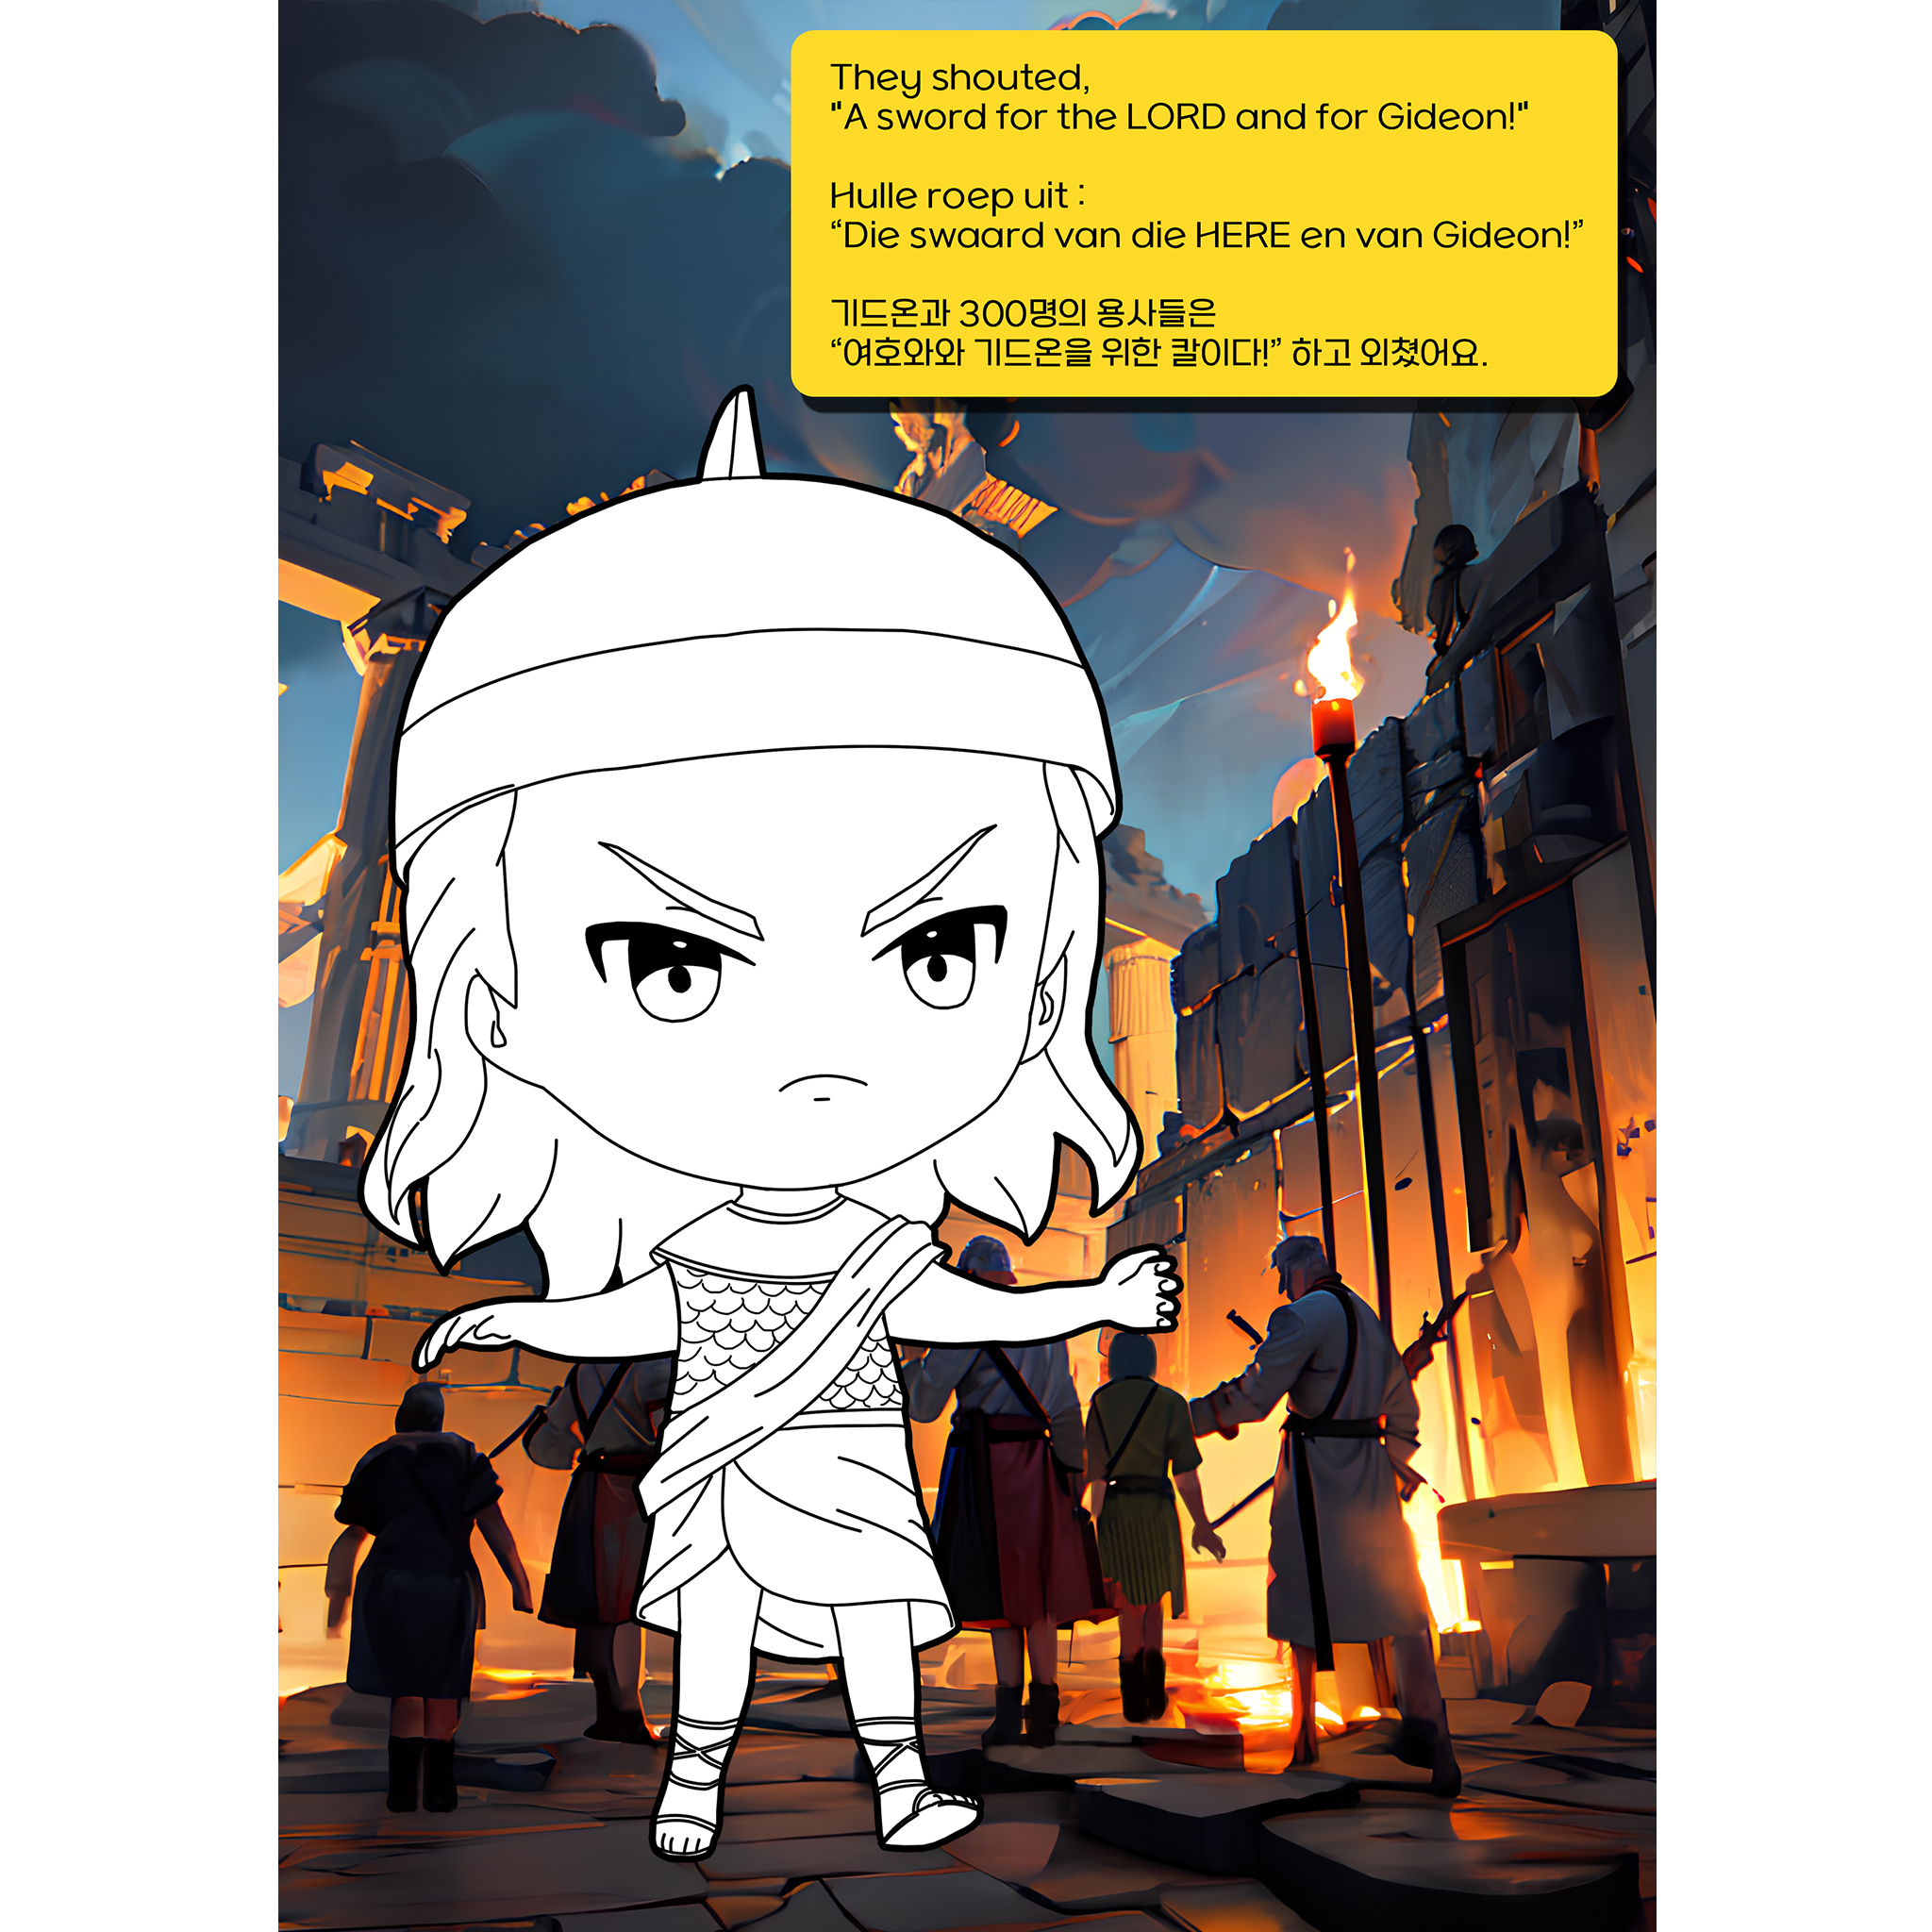 They shouted,
"A sword for the LORD and for Gideon!"
Hulle roep uit :
“Die swaard van die HERE en van Gideon!”
기드온과 300명의 용사들은
“여호와와 기드온을 위한 칼이다!” 하고 외쳤어요.